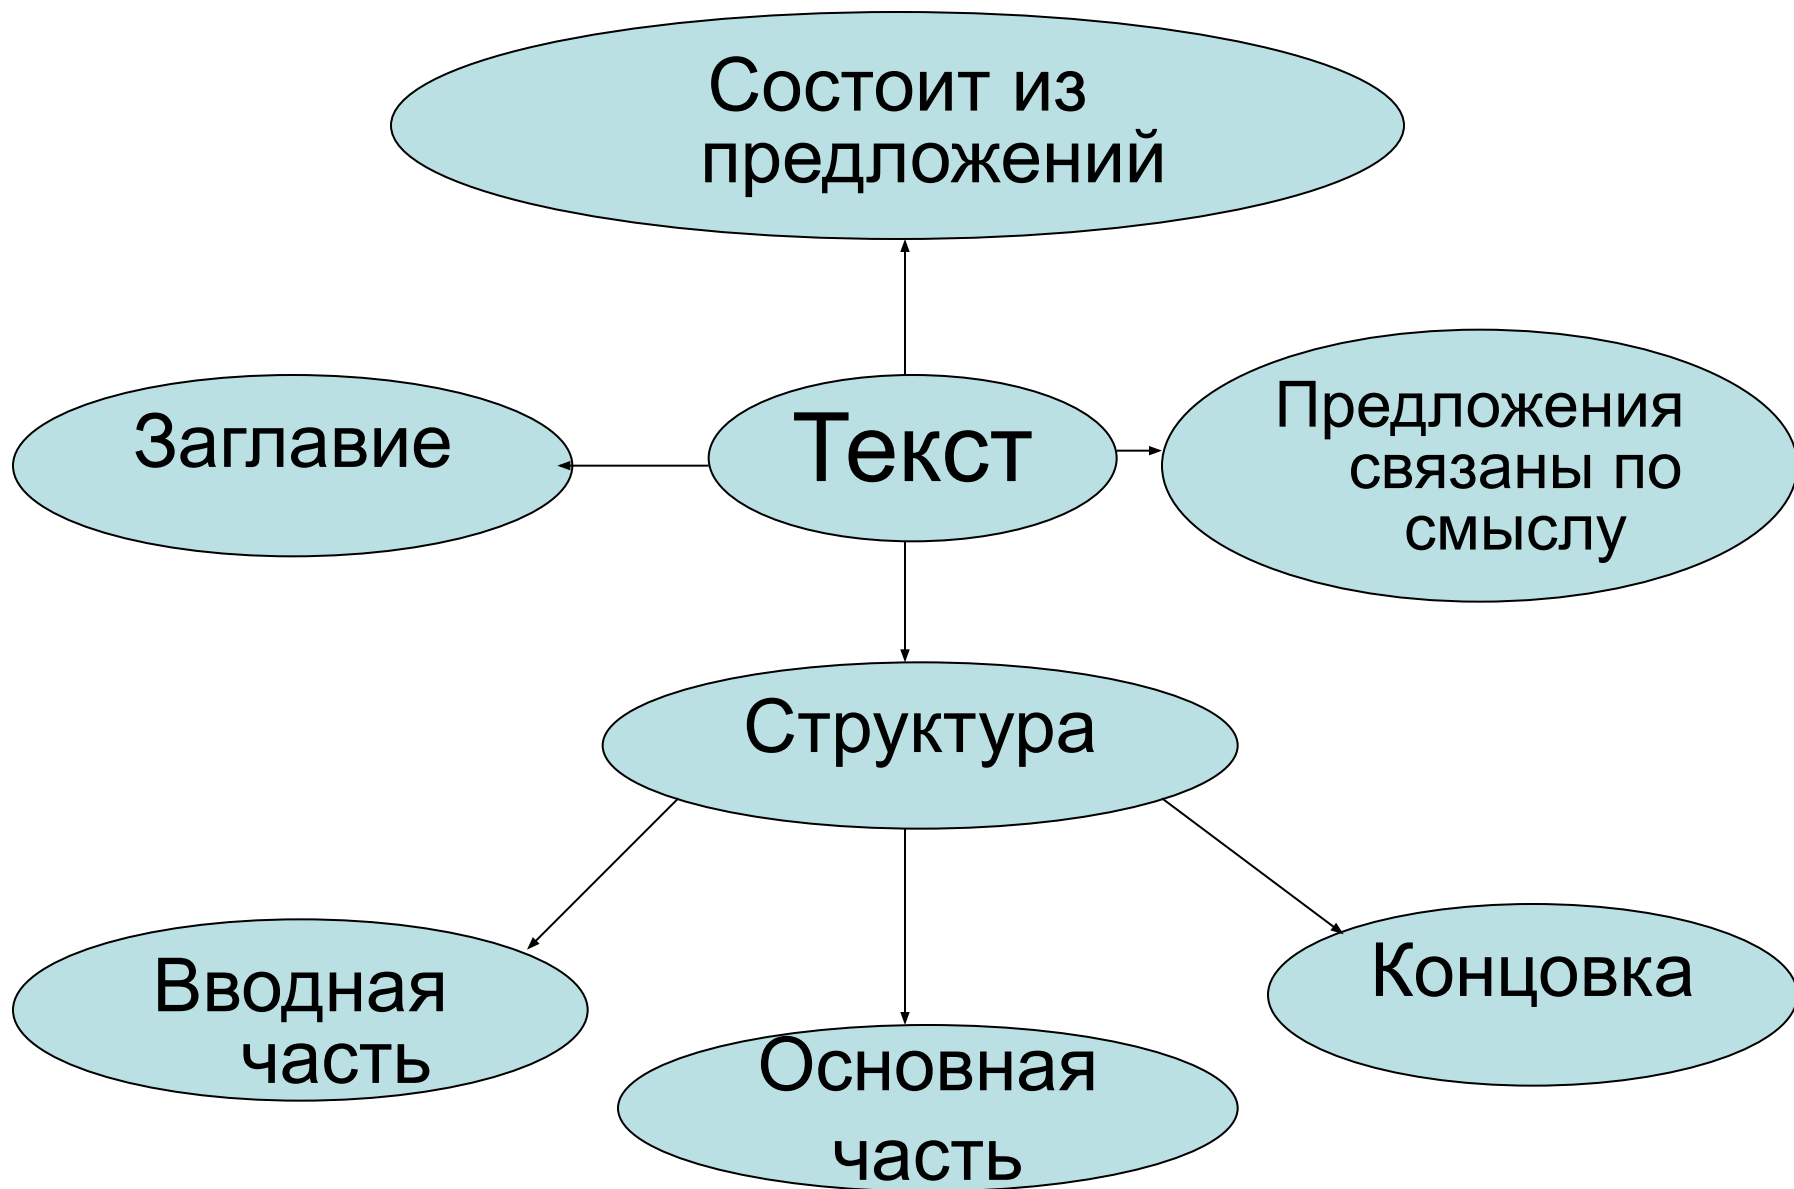 Состоит из
предложений
Заглавие
Текст
Предложения
связаны по
смыслу
Структура
Вводная
часть
Основная
часть
Концовка